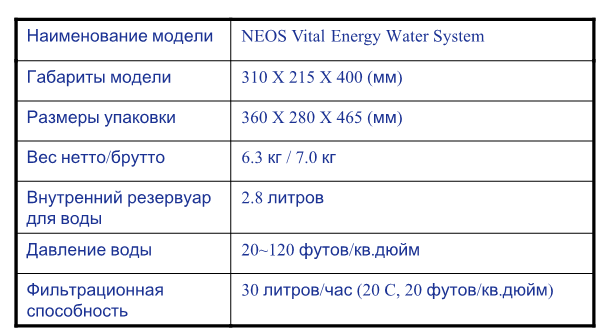 Наименование модели NEOS Vital Energy Water System
Габариты модели 310 X 215 X 400 (мм)
Размеры упаковки 360 X 280 X 465 (мм)
Вес нетто/брутто 6.3 кг / 7.0 кг
Внутренний резервуар 2.8 литров
для воды
Давление воды 20~120 футов/кв.дюйм
Фильтрационная 30 литров/час (20 С, 20 футов/кв.дюйм)
способность